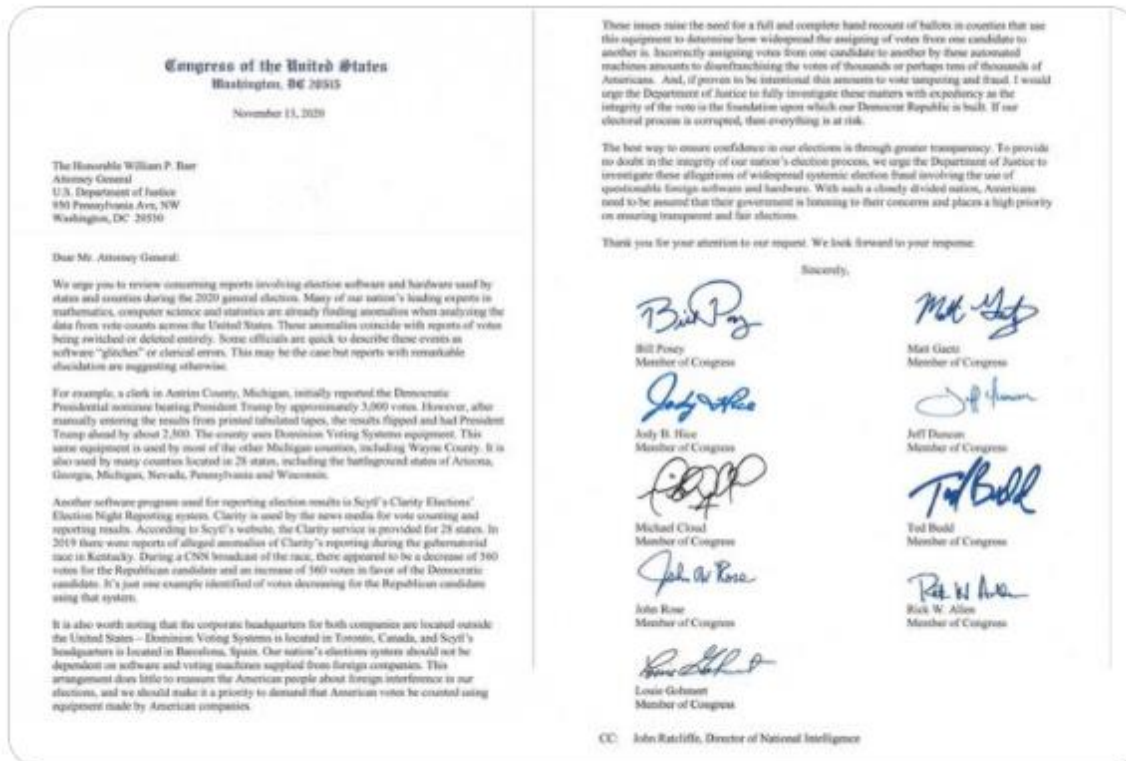 Congress of the United States
Washington, DC 20515
November 13, 2020
The Honorable William P. Barr
Attorney General
U.S. Department of Justice
950 Pennsylvania Ave, NW
Washington, DC 20530
Dear Mr. Attorney General:
We urge you to review concerning reports involving election software and hardware used by
states and counties during the 2020 general election. Many of our nation's leading experts in
mathematics, computer science and statistics are already finding anomalies when analyzing the
data from vote counts across the United States. These anomalies coincide with reports of votes
being switched or deleted entirely. Some officials are quick to describe these events as
software "glitches" or clerical errors. This may be the case but reports with remarkable
elucidation are suggesting otherwise.
For example, a clerk in Antrim County, Michigan, initially reported the Democratic
Presidential nominee beating President Trump by approximately 3,000 votes. However, after
manually entering the results from printed tabulated tapes, the results flipped and had President
Trump ahead by about 2,500. The county uses Dominion Voting Systems equipment. This
same equipment is used by most of the other Michigan counties, including Wayne County. It is
also used by many counties located in 28 states, including the battleground states of Arizona,
Georgia, Michigan, Nevada, Pennsylvania and Wisconsin.
Another software program used for reporting election results is Scytl's Clarity Elections'
Election Night Reporting system. Clarity is used by the news media for vote counting and
reporting results. According to Scytl's website, the Clarity service is provided for 28 states. In
2019 there were reports of alleged anomalies of Clarity's reporting during the gubernatorial
race in Kentucky. During a CNN broadcast of the race, there appeared to be a decrease of 560
votes for the Republican candidate and an increase of 560 votes in favor of the Democratic
candidate. It's just one example identified of votes decreasing for the Republican candidate
using that system.
It is also worth noting that the corporate headquarters for both companies are located outside
the United States – Dominion Voting Systems is located in Toronto, Canada, and Scytl's
headquarters is located in Barcelona, Spain. Our nation's elections system should not be
dependent on software and voting machines supplied from foreign companies. This
arrangement does little to reassure the American people about foreign interference in our
elections, and we should make it a priority to demand that American votes be counted using
equipment made by American companies.
These issues raise the need for a full and complete hand recount of ballots in counties that use
this equipment to determine how widespread the assigning of votes from one candidate to
another is. Incorrectly assigning votes from one candidate to another by these automated
machines amounts to disenfranchising the votes of thousands or perhaps tens of thousands of
Americans. And, if proven to be intentional this amounts to vote tampering and fraud. I would
urge the Department of Justice to fully investigate these matters with expediency as the
integrity of the vote is the foundation upon which our Democrat Republic is built. If our
electoral process is corrupted, then everything is at risk.
The best way to ensure confidence in our elections is through greater transparency. To provide
no doubt in the integrity of our nation's election process, we urge the Department of Justice to
investigate these allegations of widespread systemic election fraud involving the use of
questionable foreign software and hardware. With such a closely divided nation, Americans
need to be assured that their government is listening to their concerns and places a high priority
on ensuring transparent and fair elections.
Thank you for your attention to our request. We look forward to your response.
Sincerely,
Bill Posey
Member of Congress
Matt Gaetz
Member of Congress
Jody B. Hice
Member of Congress
Jeff Duncan
Member of Congress
Michael Cloud
Member of Congress
Ted Budd
Ted Budd
Member of Congress
John W Rose
John Rose
Member of Congress
Rick W Allen
Rick W. Allen
Member of Congress
Louie Gohmert
Member of Congress
CC: John Ratcliffe, Director of National Intelligence